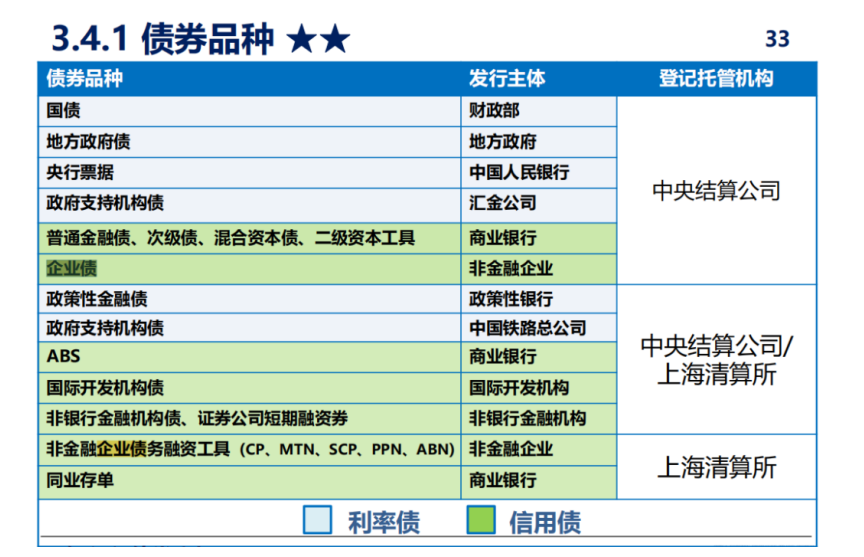 3.4.1 债券品种 ★★
33
债券品种 发行主体 登记托管机构
国债 财政部
地方政府债 地方政府
央行票据 中国人民银行
政府支持机构债 汇金公司
中央结算公司
普通金融债、次级债、混合资本债、二级资本工具 商业银行
企业债 非金融企业
政策性金融债 政策性银行
政府支持机构债 中国铁路总公司
ABS 商业银行
中央结算公司/
上海清算所
国际开发机构债 国际开发机构
非银行金融机构债、证券公司短期融资券 非银行金融机构
非金融企业债务融资工具（CP、MTN、SCP、PPN、ABN) 非金融企业
同业存单 商业银行
上海清算所
利率债 信用债